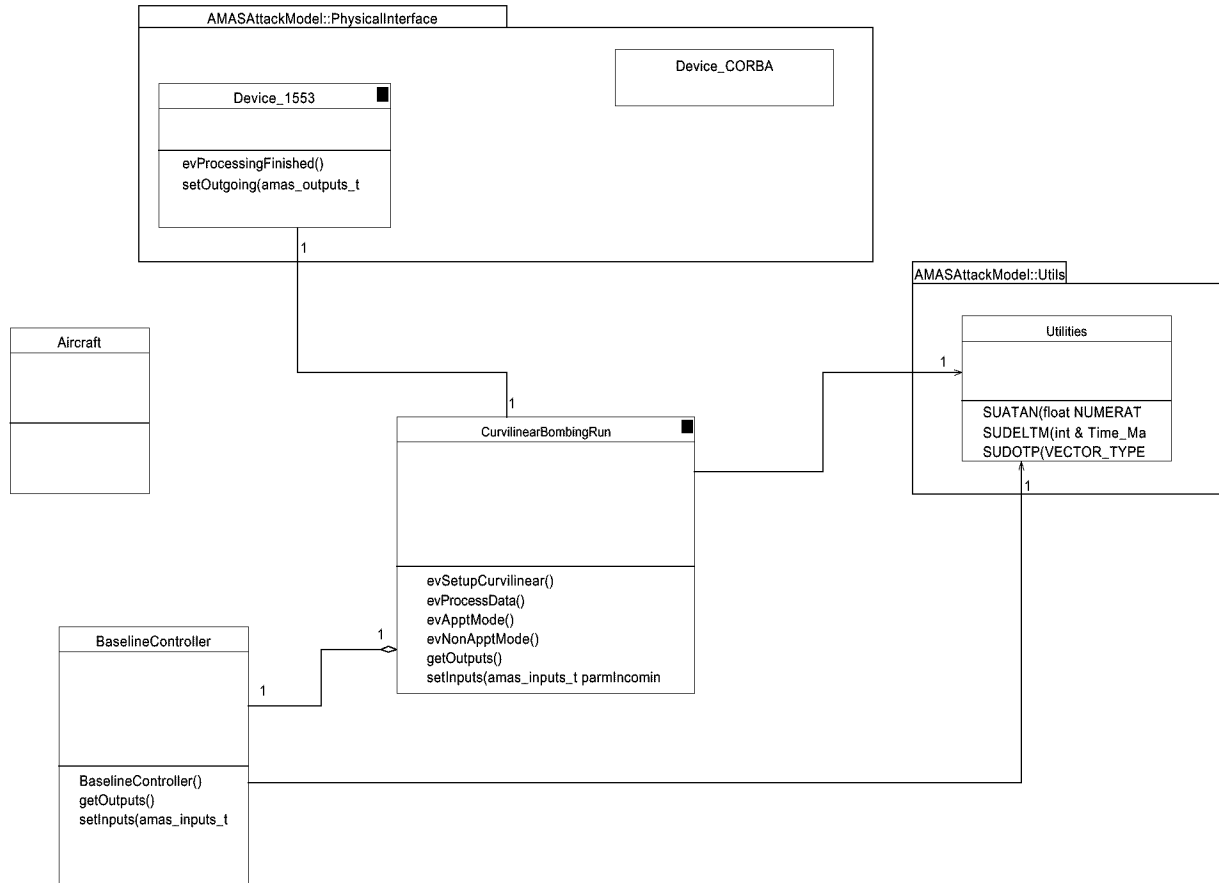 AMASAttackModel::PhysicalInterface
Device_CORBA
Device_1553
evProcessingFinished()
setOutgoing(amas_outputs_t
1
AMASAttackModel::Utils
Utilities
SUATAN(float NUMERAT
SUDELTM(int & Time_Ma
SUDOTP(VECTOR_TYPE
1
1
Aircraft
1
CurvilinearBombingRun
evSetupCurvilinear()
evProcessData()
evApptMode()
evNonApptMode()
getOutputs()
setInputs(amas_inputs_t parmIncomin
1
1
BaselineController
BaselineController()
getOutputs()
setInputs(amas_inputs_t